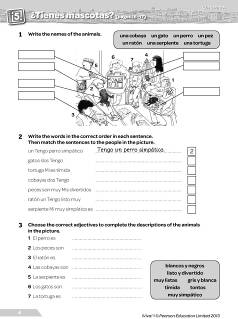 5 ¿Tienes mascotas? (pages 16–17)
1 Write the names of the animals.
una cobaya un gato un perro un pez
un ratón una serpiente una tortuga
2 Write the words in the correct order in each sentence.
Then match the sentences to the people in the picture.
un Tengo perro simpático Tengo un perro simpático. 2
gatos dos Tengo
tortuga Mi es tímida
cobayas dos Tengo
peces son muy Mis divertidos
ratón un Tengo listo muy
serpiente Mi muy simpático es
3 Choose the correct adjectives to complete the descriptions of the animals
in the picture.
1 El perro es
2 Los peces son
3 El ratón es
4 Las cobayas son
5 La serpiente es
6 Los gatos son
7 La tortuga es
blancos y negros
listo y divertido
muy listas gris y blanca
tímida tontos
muy simpático
4 ¡Viva! 1 © Pearson Education Limited 2013